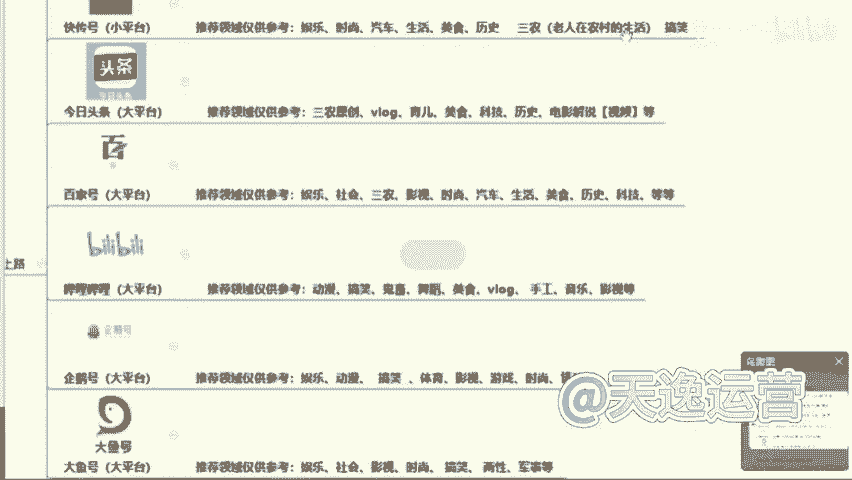 快传号（小平台） 推荐领域仅供参考：娱乐、时尚、汽车、生活、美食、历史 三农（老人在农村的生活） 搞笑
头条
今日头条
今日头条（大平台） 推荐领域仅供参考：三农原创、vlog、育儿、美食、科技、历史、电影解说【视频】等
百
百家号（大平台） 推荐领域仅供参考：娱乐、社会、三农、影视、时尚、汽车、生活、美食、历史、科技、等等
bilibili
上路
哔哩哔哩（大平台） 推荐领域仅供参考：动漫、搞笑、鬼畜、舞蹈、美食、vlog、 手工、音乐、影视等
企鹅号
企鹅号（大平台） 推荐领域仅供参考：娱乐、动漫、 搞笑 、体育、影视、游戏、时尚、
@天逸运营
大鱼号
大鱼号（大平台） 推荐领域仅供参考：娱乐、社会、影视、时尚、 搞笑、 两性、军事等